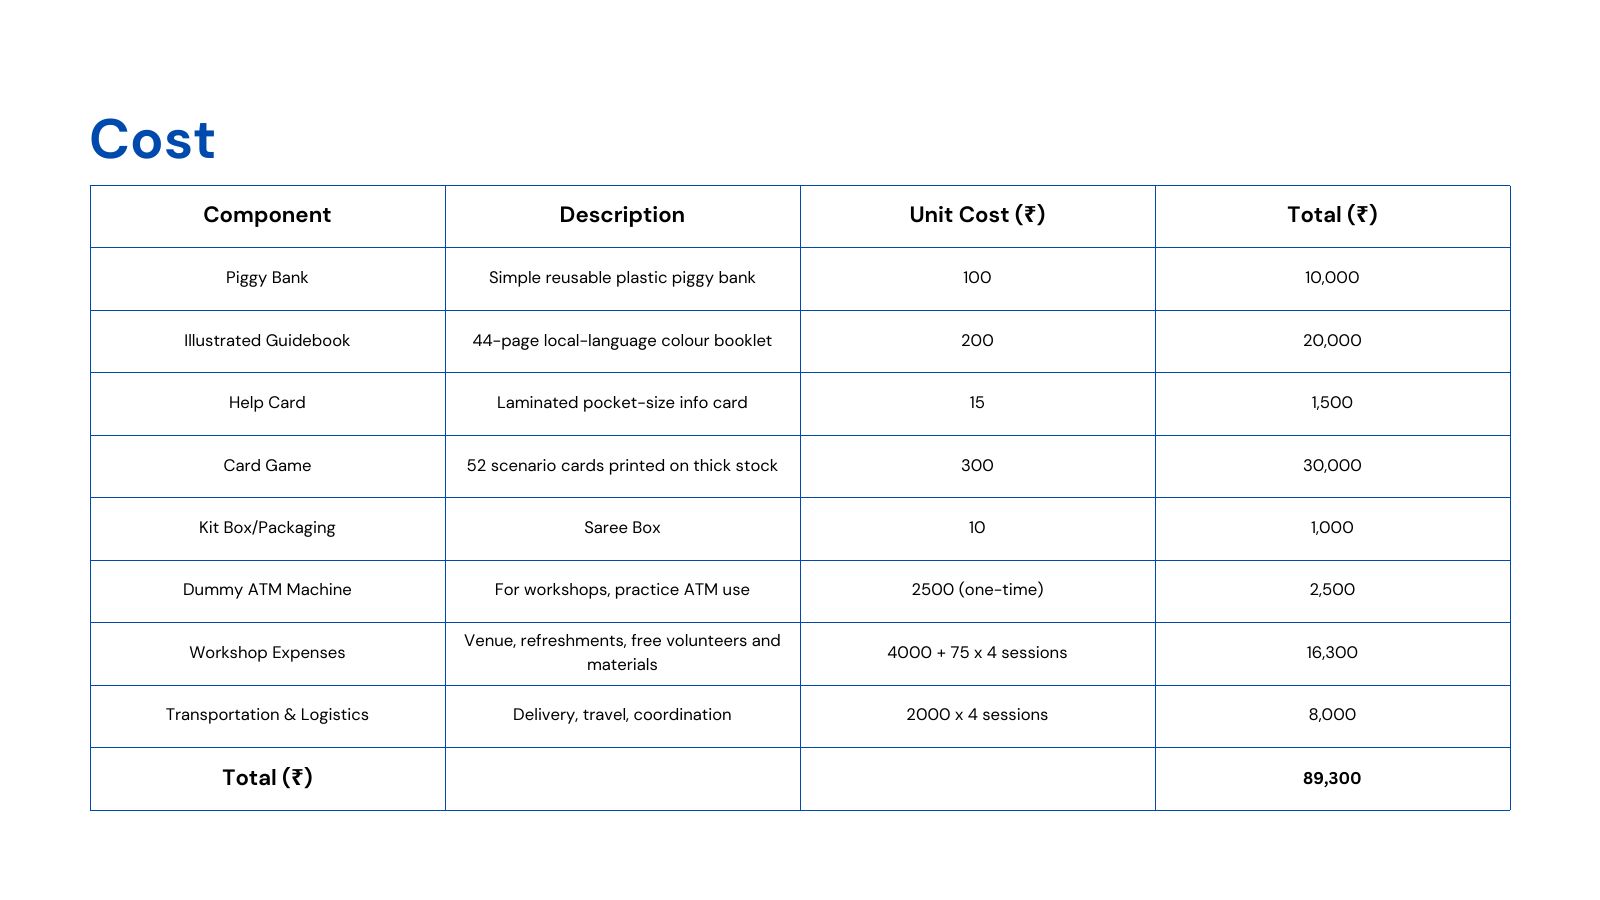 Cost
Component Description Unit Cost (₹) Total (₹)
Piggy Bank Simple reusable plastic piggy bank 100 10,000
Illustrated Guidebook 44-page local-language colour booklet 200 20,000
Help Card Laminated pocket-size info card 15 1,500
Card Game 52 scenario cards printed on thick stock 300 30,000
Kit Box/Packaging Saree Box 10 1,000
Dummy ATM Machine For workshops, practice ATM use 2500 (one-time) 2,500
Workshop Expenses Venue, refreshments, free volunteers and
materials 4000 + 75 x 4 sessions 16,300
Transportation & Logistics Delivery, travel, coordination 2000 x 4 sessions 8,000
Total (₹) 89,300